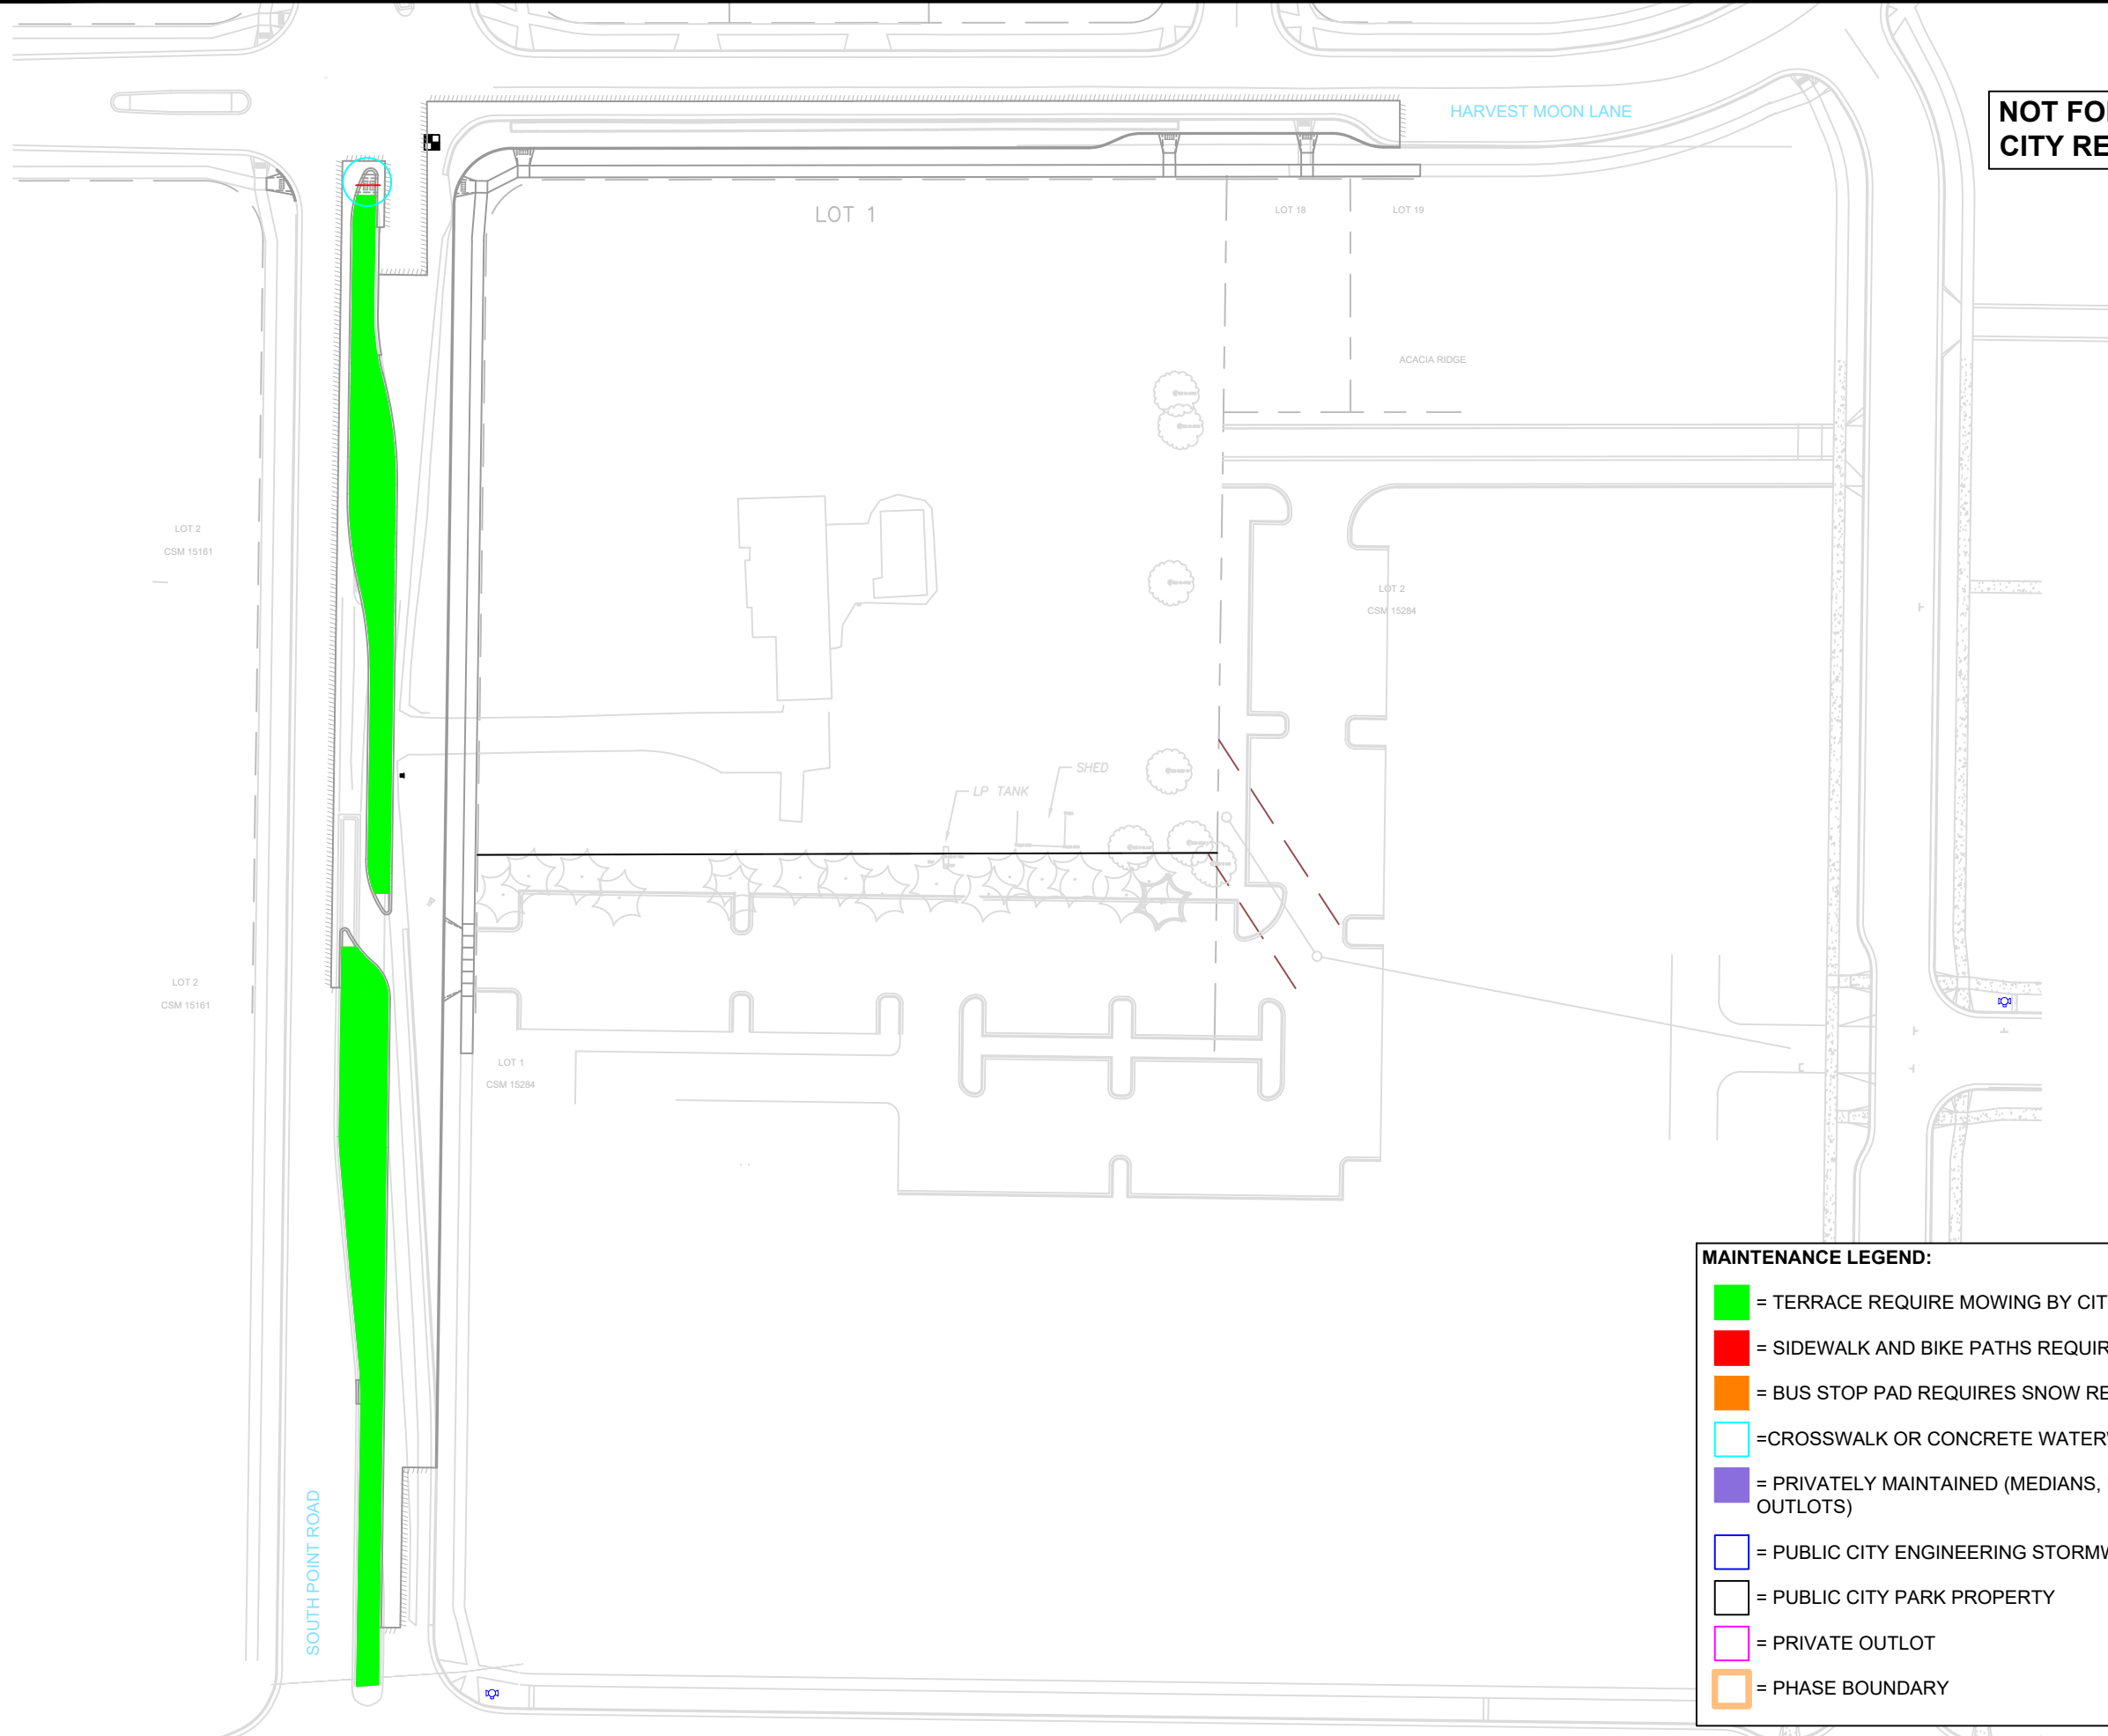 HARVEST MOON LANE
NOT FO
CITY RE
LOT 1
LOT 18
LOT 19
ACACIA RIDGE
LOT 2
CSM 15161
LOT 2
CSM 15284
SHED
LP TANK
LOT 2
CSM 15161
LOT 1
CSM 15284
SOUTH POINT ROAD
MAINTENANCE LEGEND:
= TERRACE REQUIRE MOWING BY CIT
= SIDEWALK AND BIKE PATHS REQUIR
= BUS STOP PAD REQUIRES SNOW RE
=CROSSWALK OR CONCRETE WATER
= PRIVATELY MAINTAINED (MEDIANS,
OUTLOTS)
= PUBLIC CITY ENGINEERING STORMW
= PUBLIC CITY PARK PROPERTY
= PRIVATE OUTLOT
= PHASE BOUNDARY